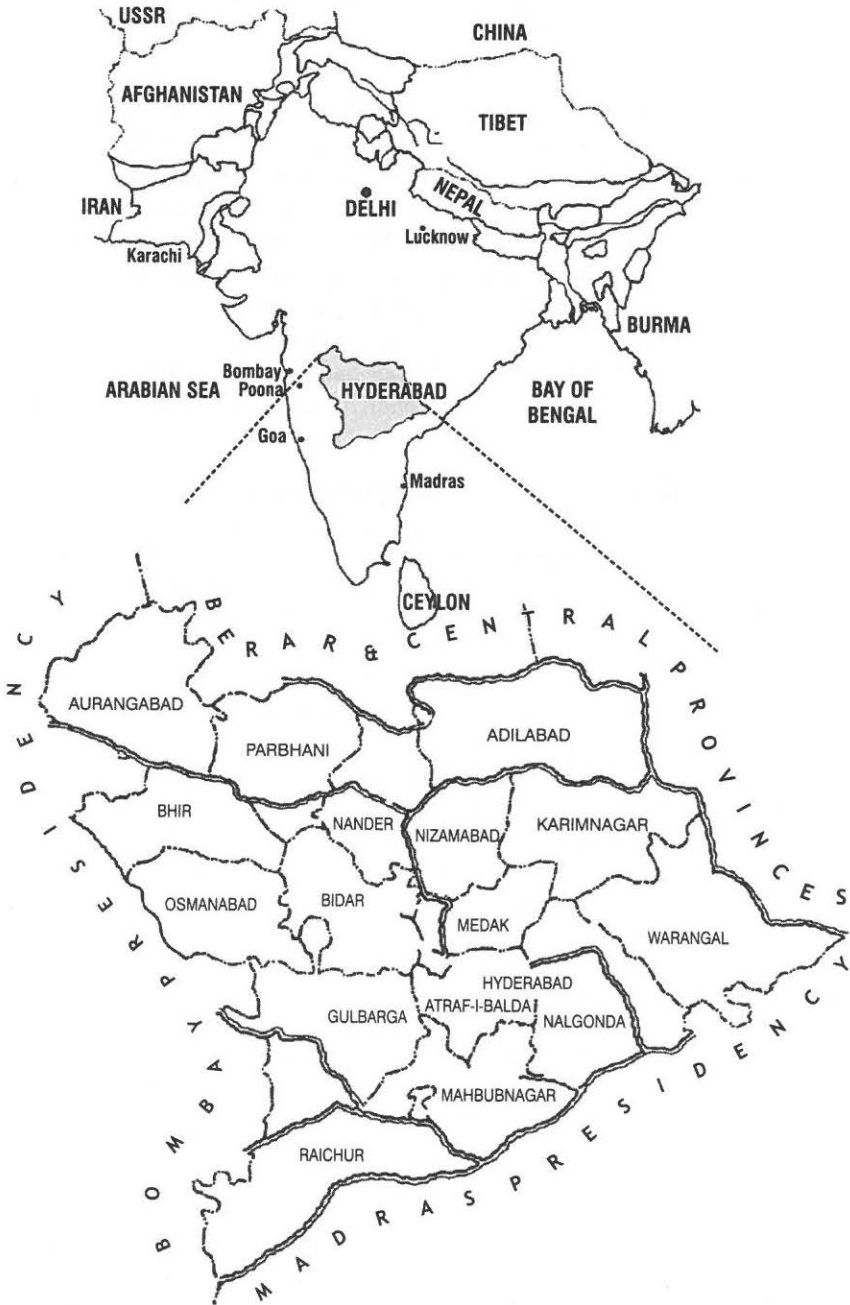 USSR
CHINA
AFGHANISTAN
TIBET
IRAN
NEPAL
DELHI
Lucknow
Karachi
BURMA
Bombay
ARABIAN SEA
Poona
HYDERABAD
BAY OF
BENGAL
Goa
Madras
CEYLON
BERAR & CENTRAL PROVINCES
BOMBAY PRESIDENCY
AURANGABAD
PARBHANI
ADILABAD
BHIR
NANDER
NIZAMABAD
KARIMNAGAR
OSMANABAD
BIDAR
MEDAK
WARANGAL
HYDERABAD
GULBARGA
ATRAF-I-BALDA
NALGONDA
MAHBUBNAGAR
RAICHUR
MADRAS PRESIDENCY